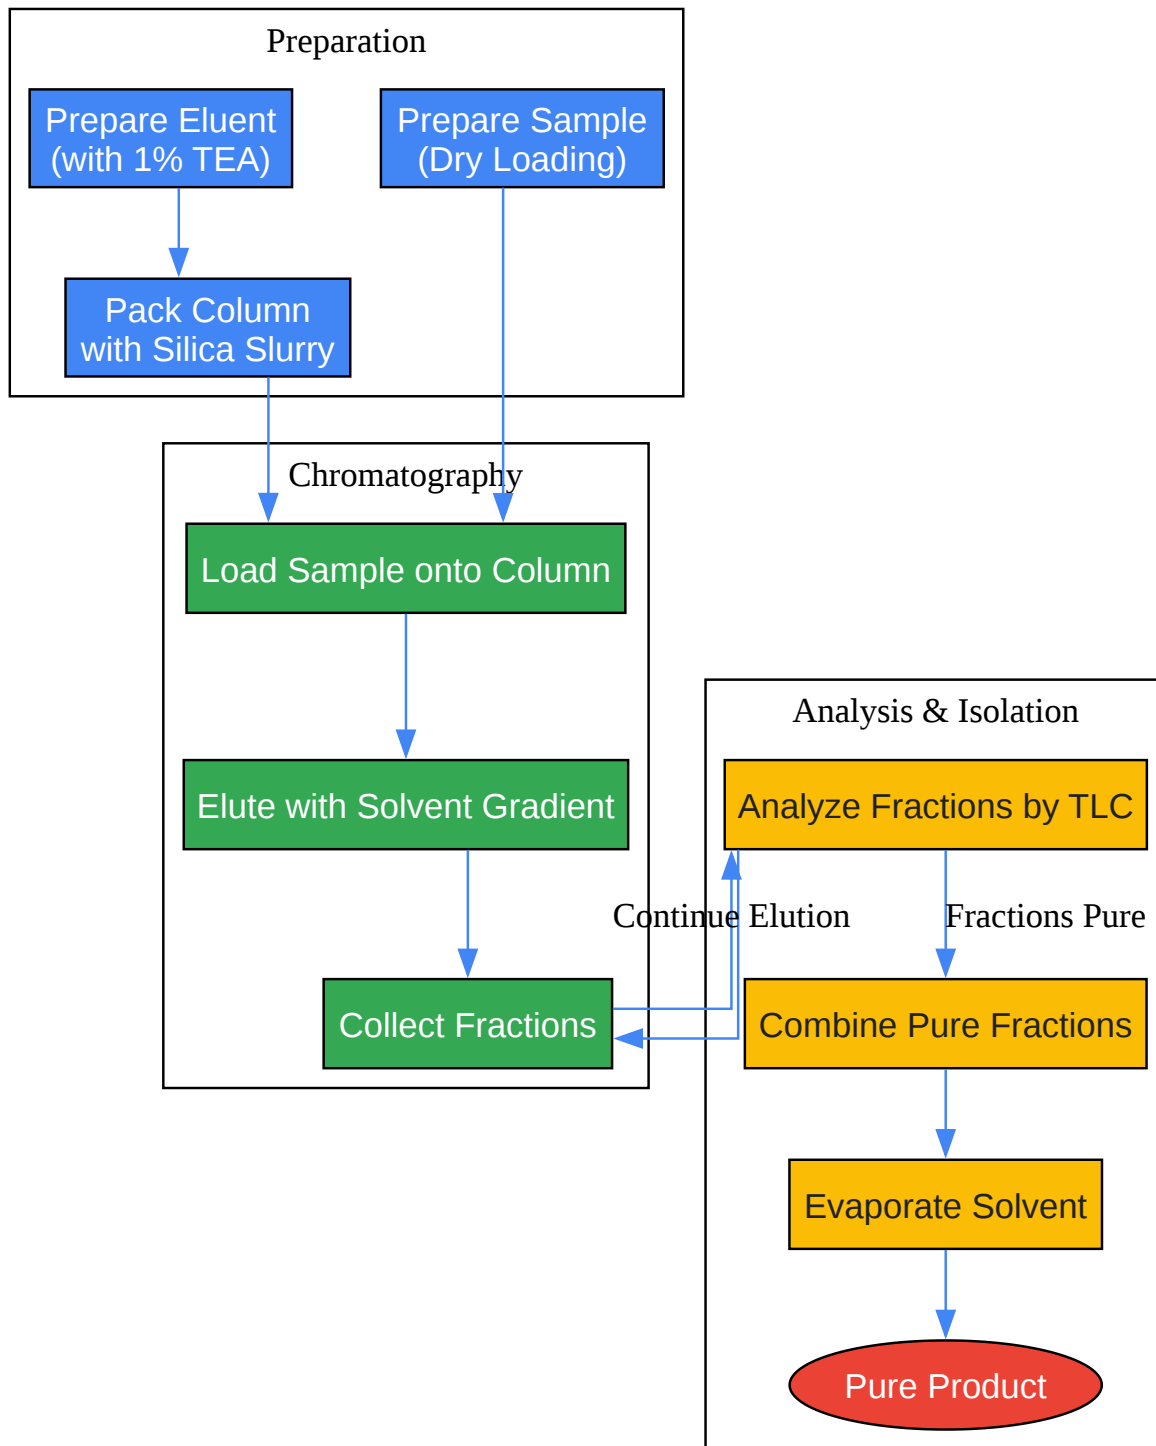 Preparation
Prepare Eluent
(with 1% TEA)
Prepare Sample
(Dry Loading)
Pack Column
with Silica Slurry
Chromatography
Load Sample onto Column
Elute with Solvent Gradient
Collect Fractions
Analysis & Isolation
Analyze Fractions by TLC
Continue Elution
Fractions Pure
Combine Pure Fractions
Evaporate Solvent
Pure Product